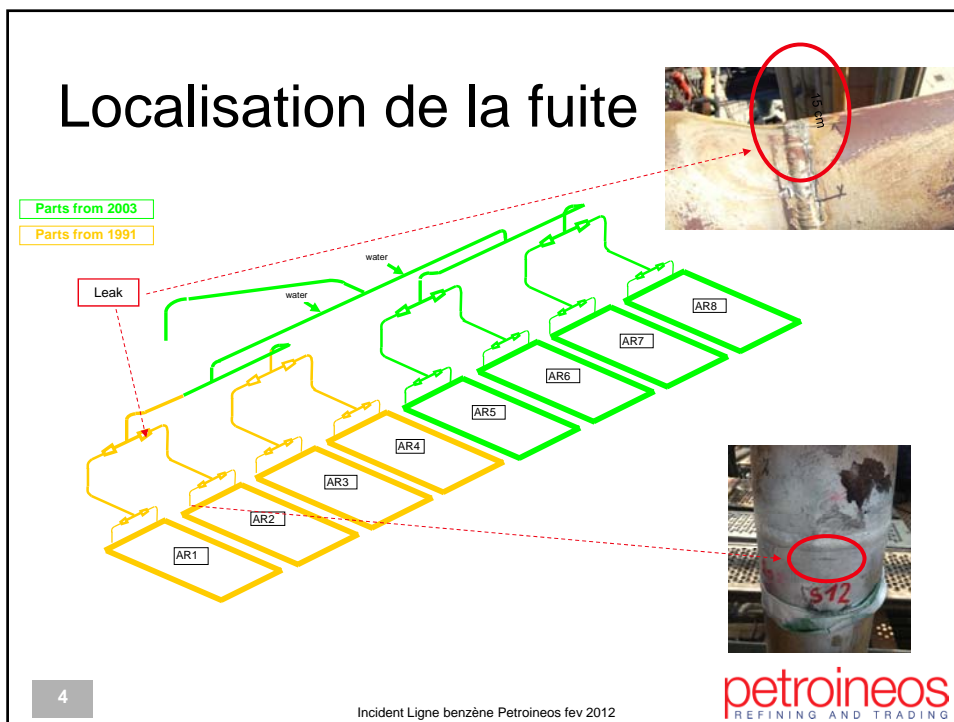 Localisation de la fuite
15 cm
Parts from 2003
Parts from 1991
water
water
Leak
AR8
AR7
AR6
AR5
AR4
AR3
AR2
AR1
S12
4
Incident Ligne benzène Petroineos fev 2012
petroineos
REFINING AND TRADING